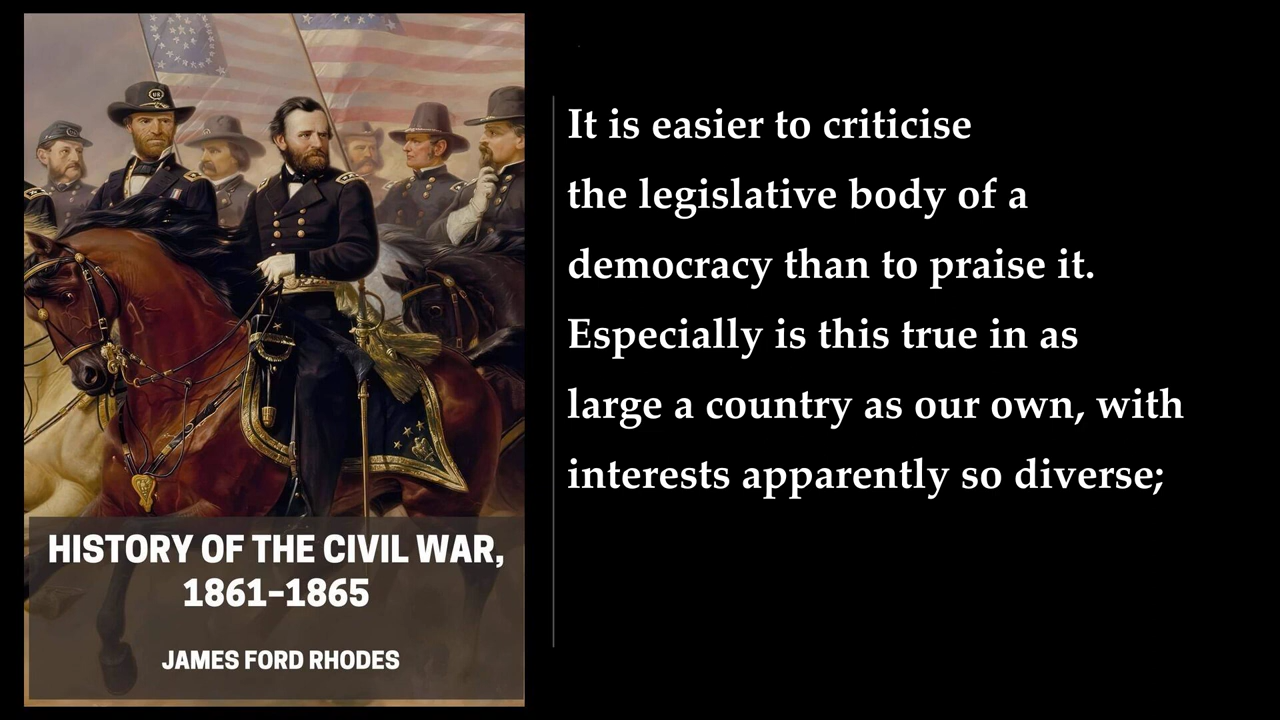 HISTORY OF THE CIVIL WAR,
1861–1865
JAMES FORD RHODES
It is easier to criticise
the legislative body of a
democracy than to praise it.
Especially is this true in as
large a country as our own, with
interests apparently so diverse;